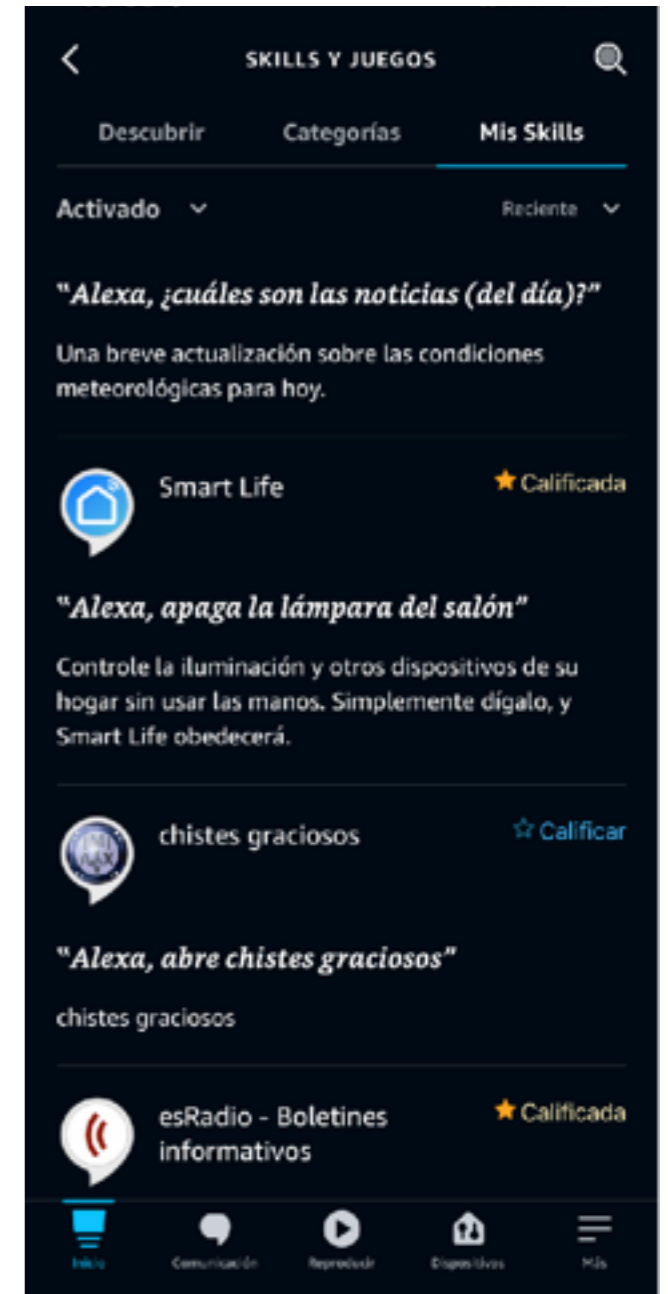 SKILLS Y JUEGOS
Descubrir Categorías Mis Skills
Activado Reciente
"Alexa, ¿cuáles son las noticias (del día)?"
Una breve actualización sobre las condiciones
meteorológicas para hoy.
Smart Life Calificada
"Alexa, apaga la lámpara del salón"
Controle la iluminación y otros dispositivos de su
hogar sin usar las manos. Simplemente dígalo, y
Smart Life obedecerá.
chistes graciosos Calificar
"Alexa, abre chistes graciosos"
chistes graciosos
esRadio - Boletines Calificada
informativos
Inicio Comunicación Reproducir Dispositivos Más